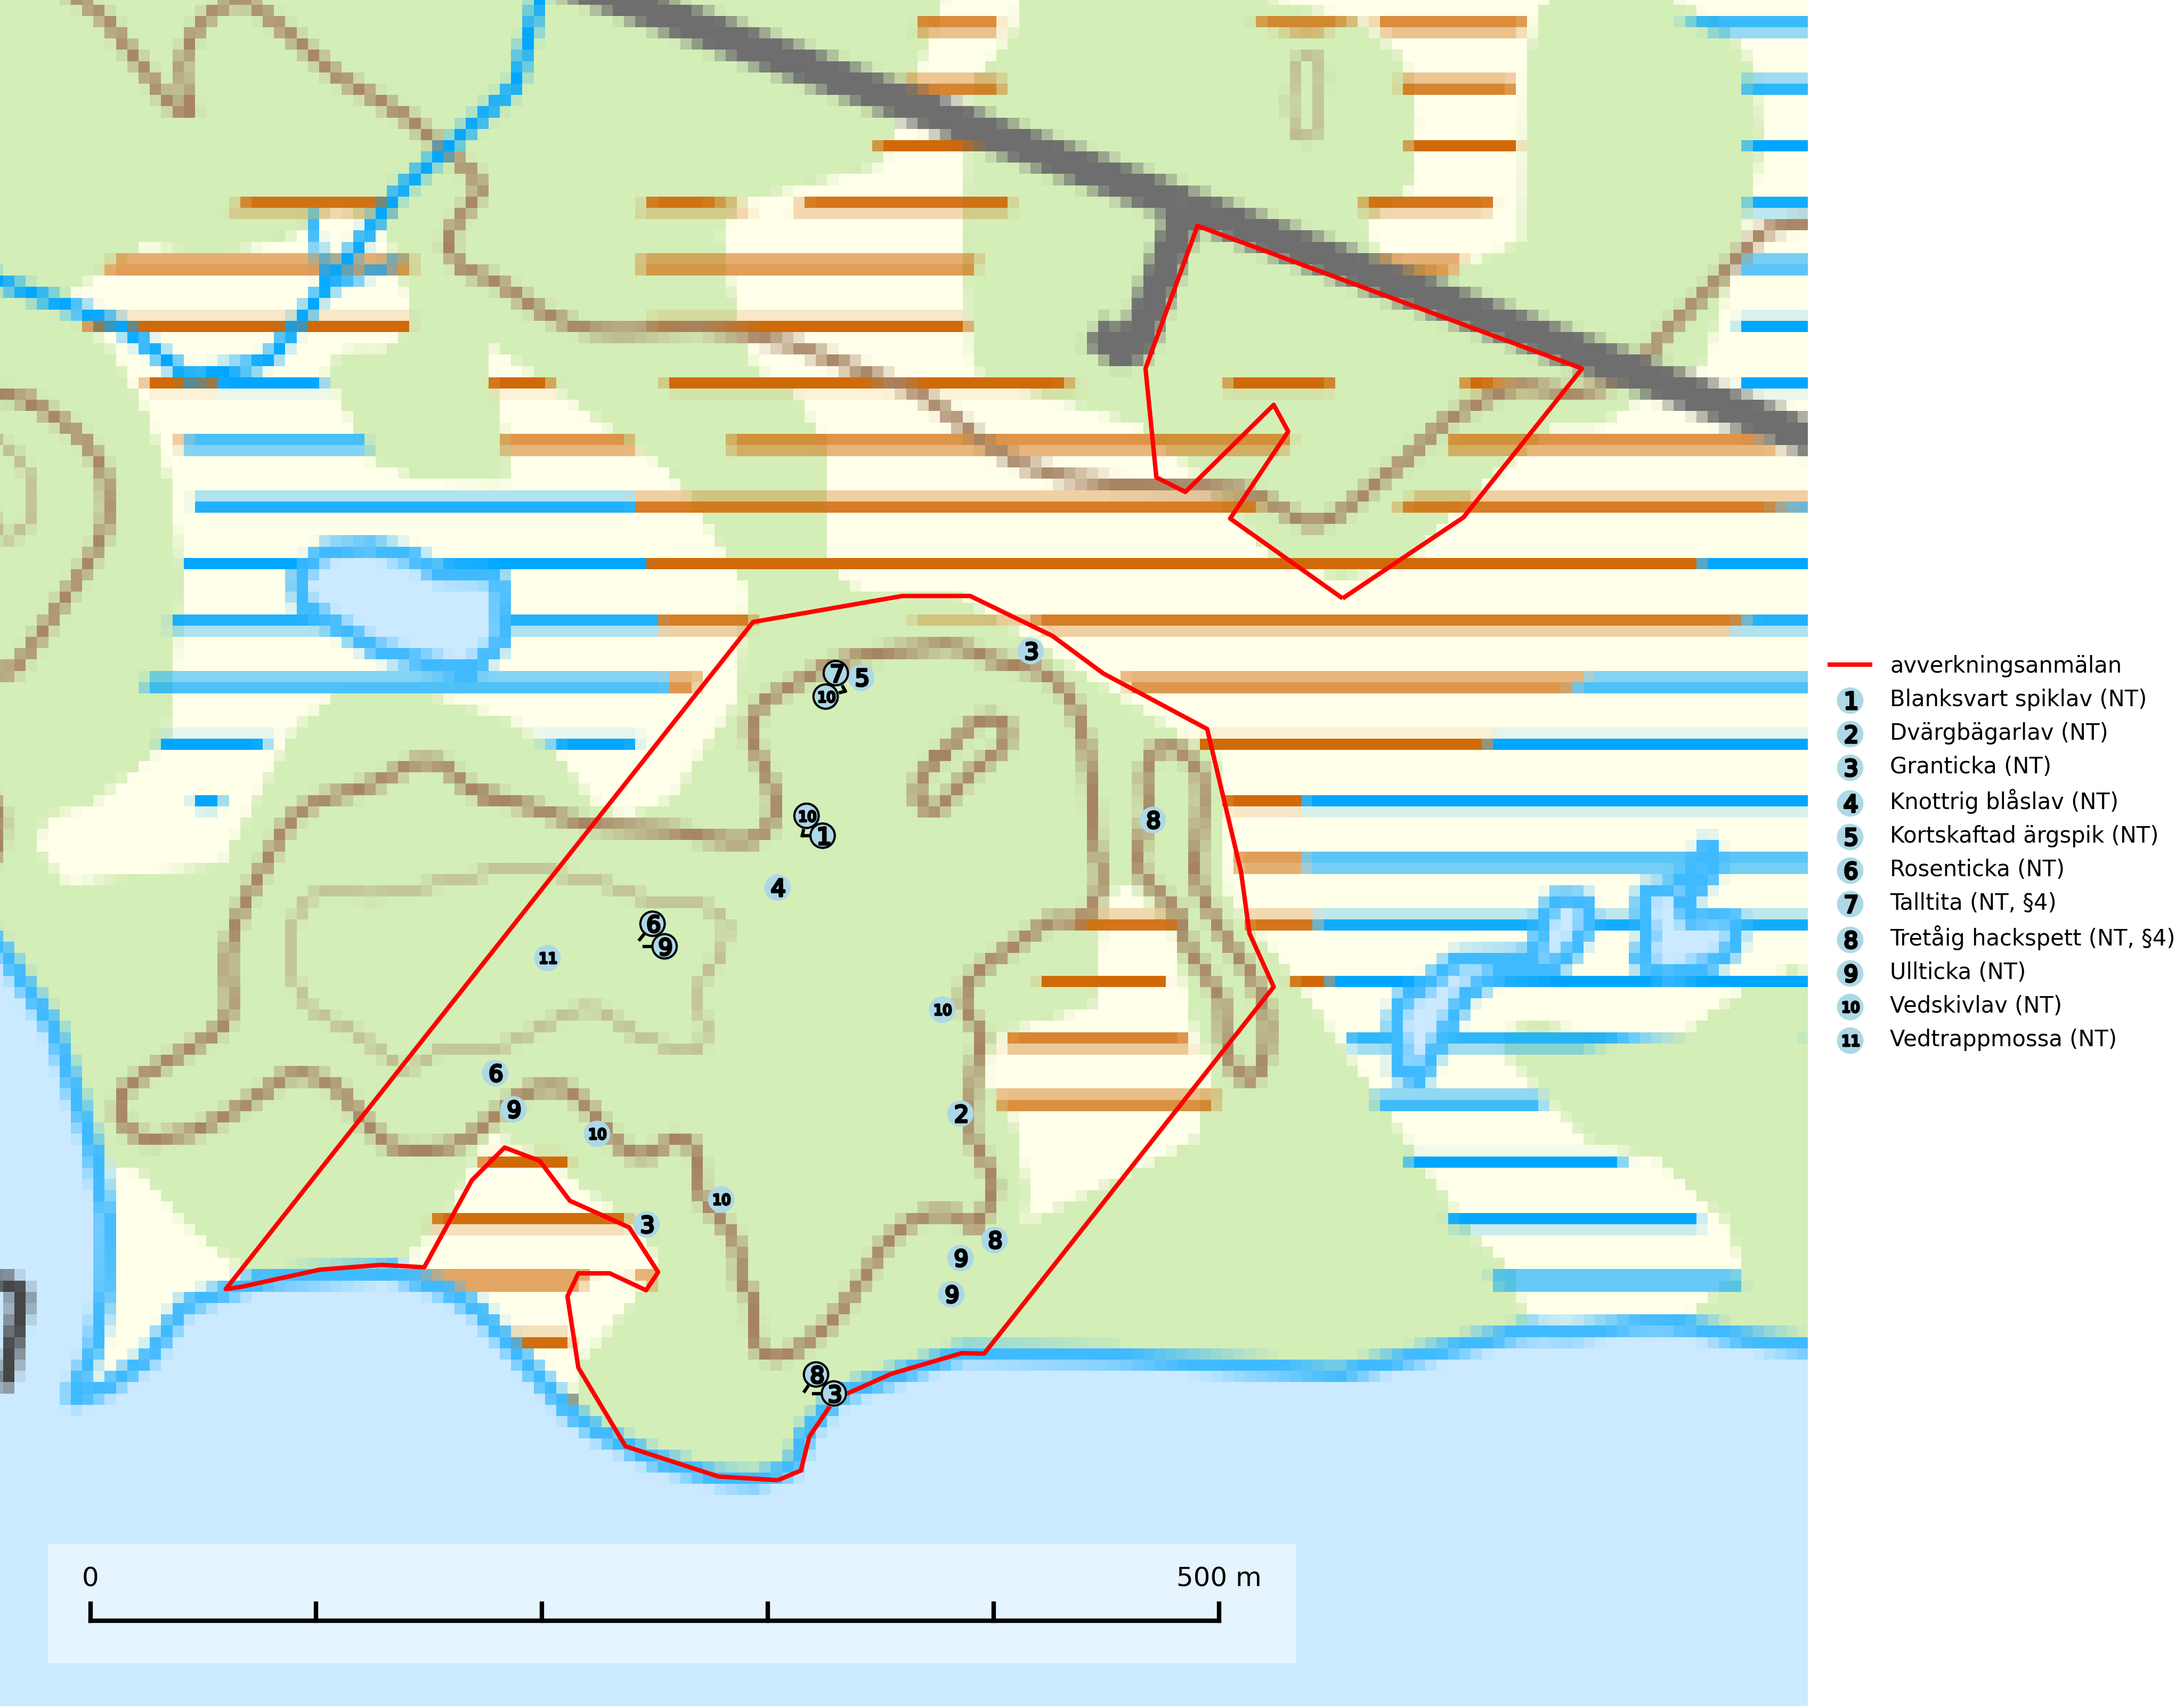 3
7 5
10
10
1
8
4
6
9
11
10
6
9
2
10
10
3
8
9
9
8
3
avverkningsanmälan
1 Blanksvart spiklav (NT)
2 Dvärgbägarlav (NT)
3 Granticka (NT)
4 Knottrig blåslav (NT)
5 Kortskaftad ärgspik (NT)
6 Rosenticka (NT)
7 Talltita (NT, §4)
8 Tretåig hackspett (NT, §4)
9 Ullticka (NT)
10 Vedskivlav (NT)
11 Vedtrappmossa (NT)
0 500 m